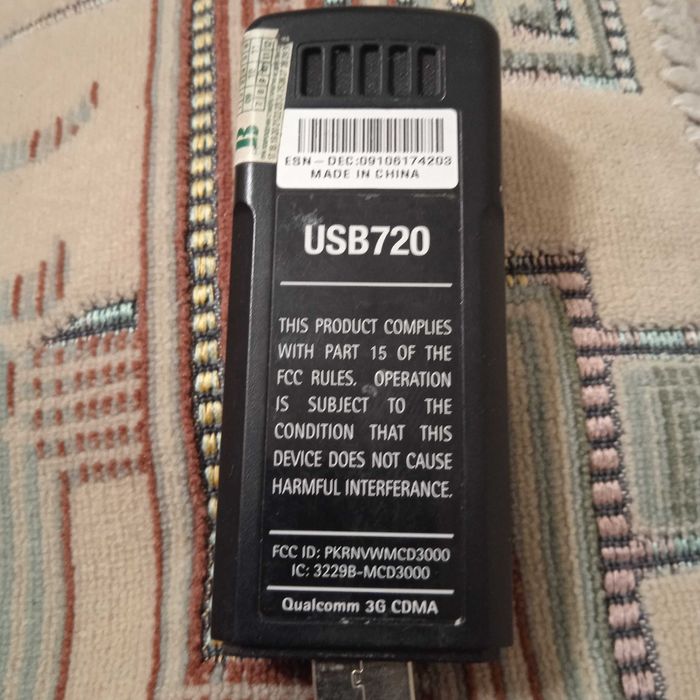 ESN-DEC:09106174203
MADE IN CHINA
USB720
THIS PRODUCT COMPLIES
WITH PART 15 OF THE
FCC RULES. OPERATION
IS SUBJECT TO THE
CONDITION THAT THIS
DEVICE DOES NOT CAUSE
HARMFUL INTERFERANCE.
FCC ID: PKRNVWMCD3000
IC: 3229B-MCD3000
Qualcomm 3G CDMA